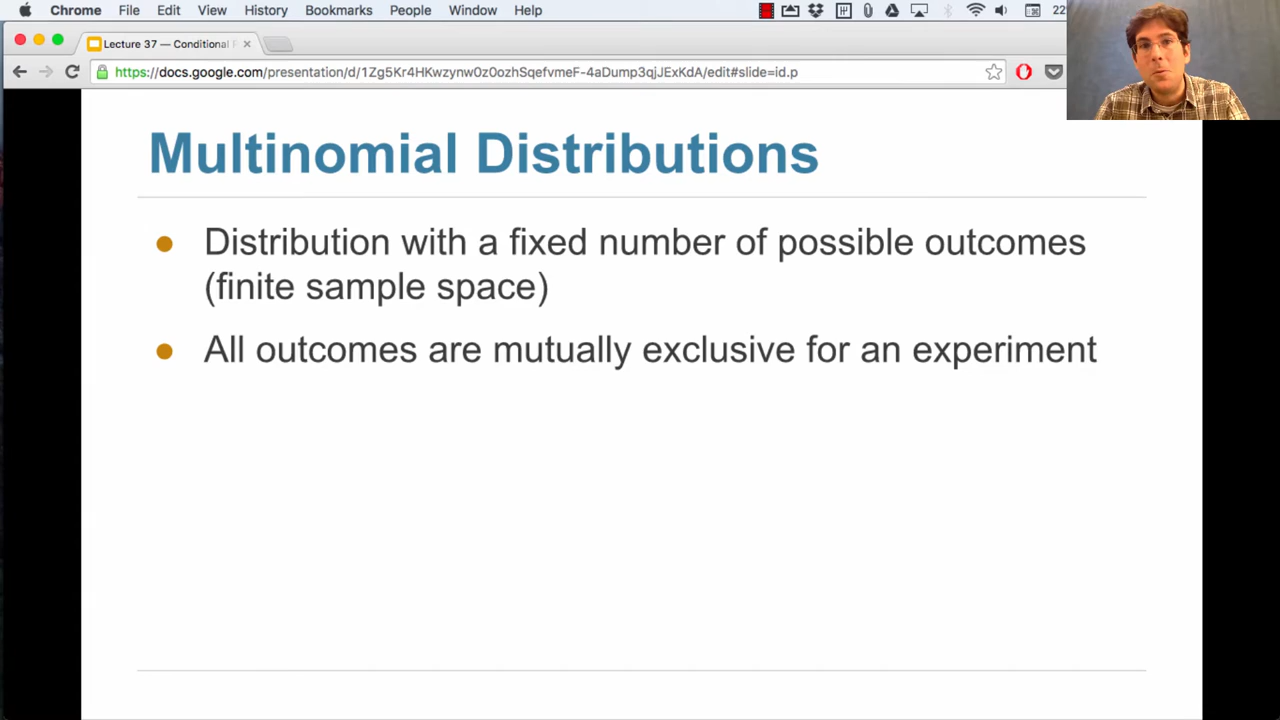 Chrome File Edit View History Bookmarks People Window Help 22
Lecture 37 — Conditional
https://docs.google.com/presentation/d/1Zg5Kr4HKwzynw0z0ozhSqefvmeF-4aDump3qjJExKdA/edit#slide=id.p
Multinomial Distributions
● Distribution with a fixed number of possible outcomes
(finite sample space)
● All outcomes are mutually exclusive for an experiment